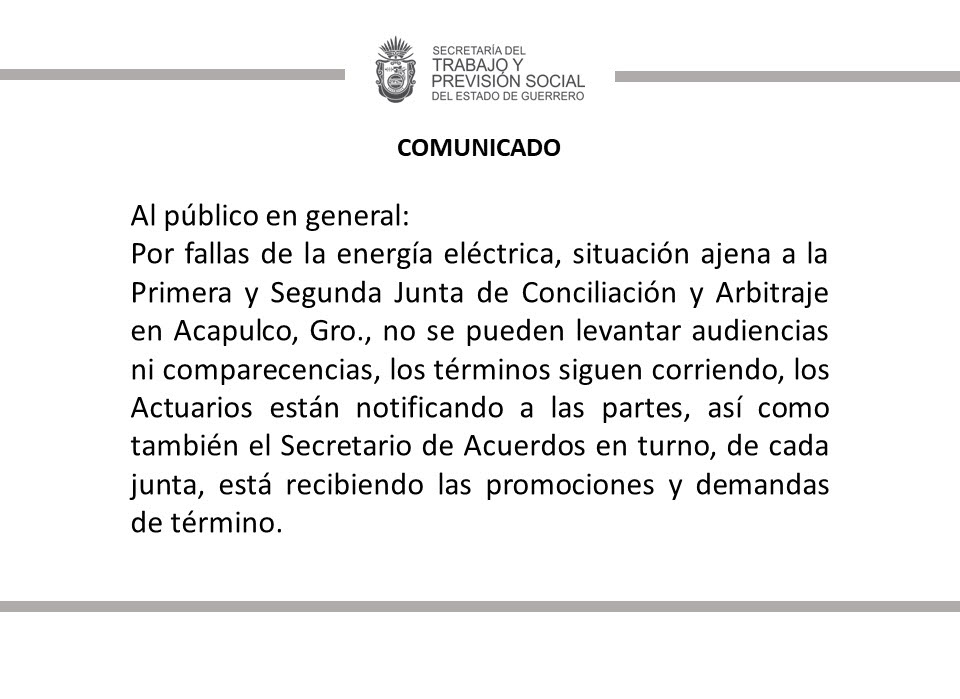 SECRETARÍA DEL
TRABAJO Y
PREVISIÓN SOCIAL
DEL ESTADO DE GUERRERO
COMUNICADO
Al público en general:
Por fallas de la energía eléctrica, situación ajena a la
Primera y Segunda Junta de Conciliación y Arbitraje
en Acapulco, Gro., no se pueden levantar audiencias
ni comparecencias, los términos siguen corriendo, los
Actuarios están notificando a las partes, así como
también el Secretario de Acuerdos en turno, de cada
junta, está recibiendo las promociones y demandas
de término.